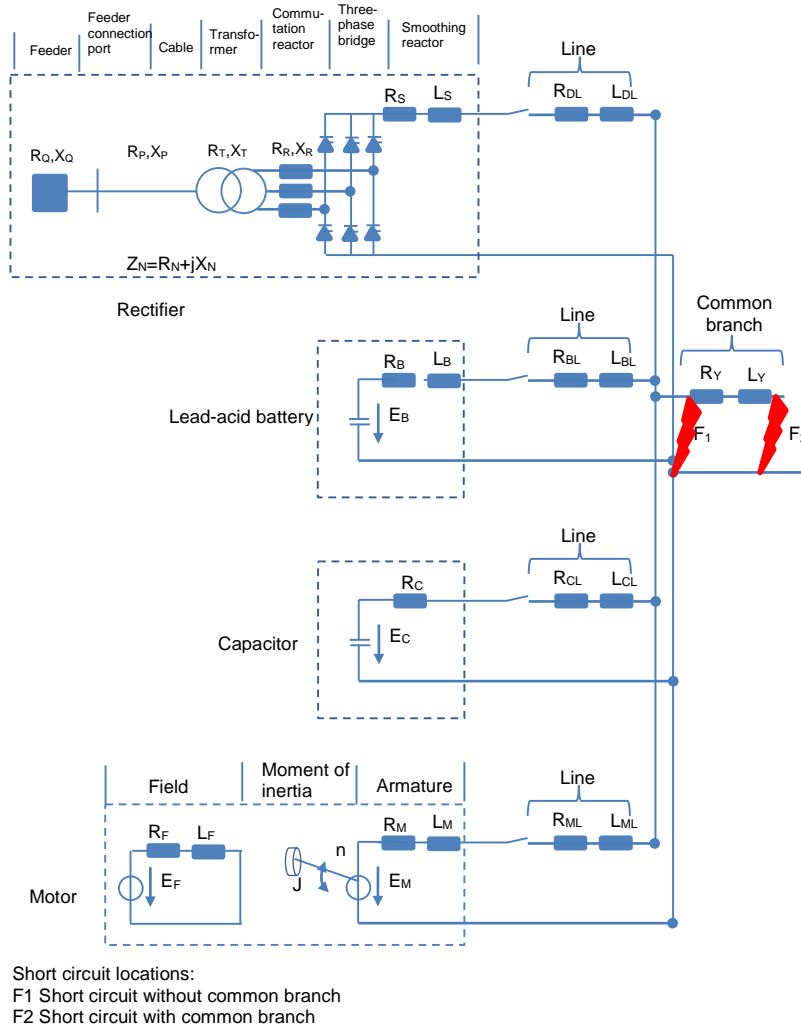 Feeder
Feeder
connection
port
Cable
Transfo-
rmer
Commu-
tation
reactor
Three-
phase
bridge
Smoothing
reactor
Line
RS LS
RDL LDL
RQ,XQ
RP,XP
RT,XT
RR,XR
ZN=RN+jXN
Rectifier
Line
Common
branch
RB LB
RBL LBL
RY LY
Lead-acid battery
EB
F1
Line
RC
RCL LCL
EC
Capacitor
Field
Moment of
inertia
Armature
Line
RF LF
RM LM
RML LML
n
EF
J
EM
Motor
Short circuit locations:
F1 Short circuit without common branch
F2 Short circuit with common branch